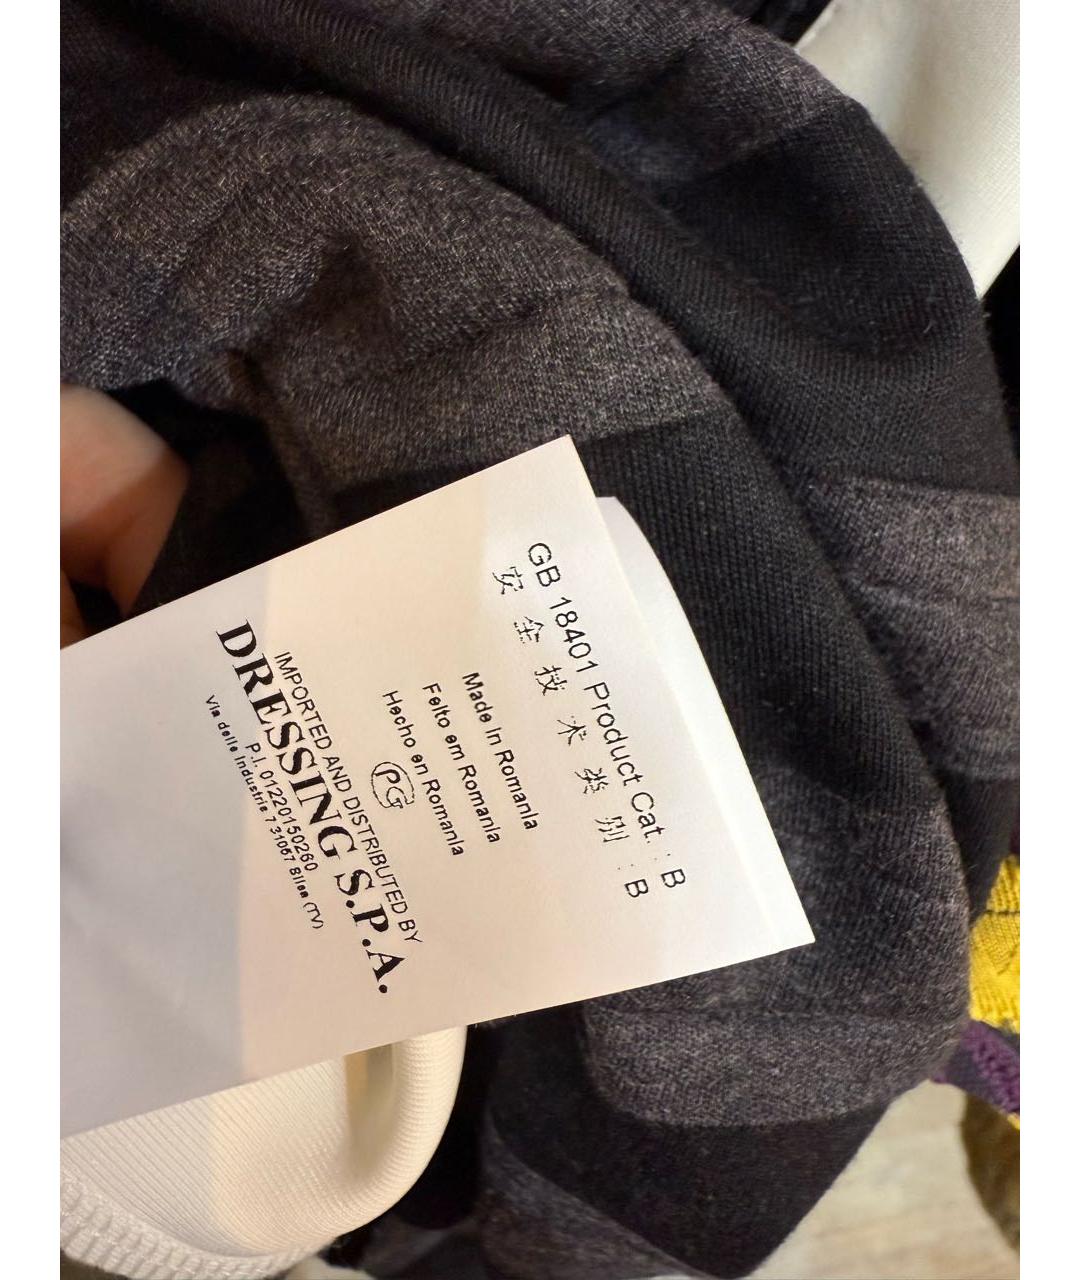 GB 18401 Product Cat. : B
安全技术类别 : B
Made in Romania
Feito em Romania
Hecho en Romania
PG
IMPORTED AND DISTRIBUTED BY
DRESSING S.P.A.
P.I. 01220150260
Via delle Industrie 7 31067 Silea (TV)